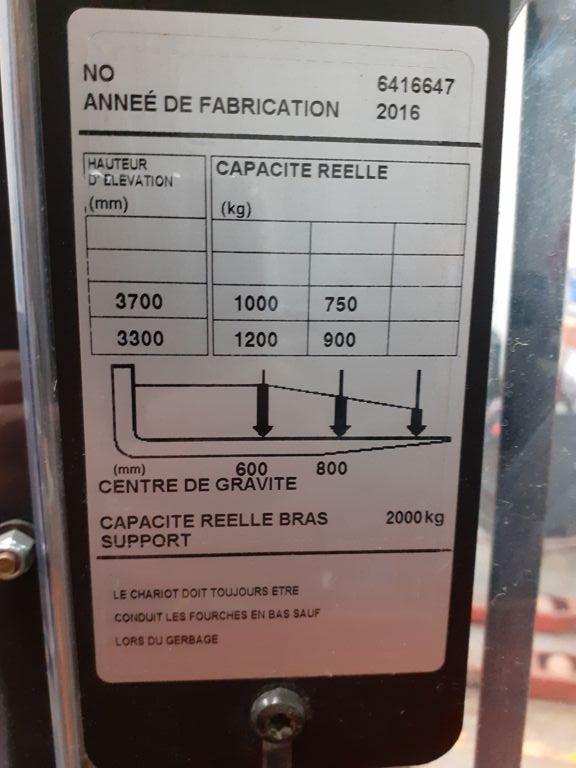 NO 6416647
ANNEÉ DE FABRICATION 2016
HAUTEUR
D' ELEVATION
(mm)
CAPACITE REELLE
(kg)
3700 1000 750
3300 1200 900
(mm) 600 800
CENTRE DE GRAVITE
CAPACITE REELLE BRAS 2000 kg
SUPPORT
LE CHARIOT DOIT TOUJOURS ETRE
CONDUIT LES FOURCHES EN BAS SAUF
LORS DU GERBAGE